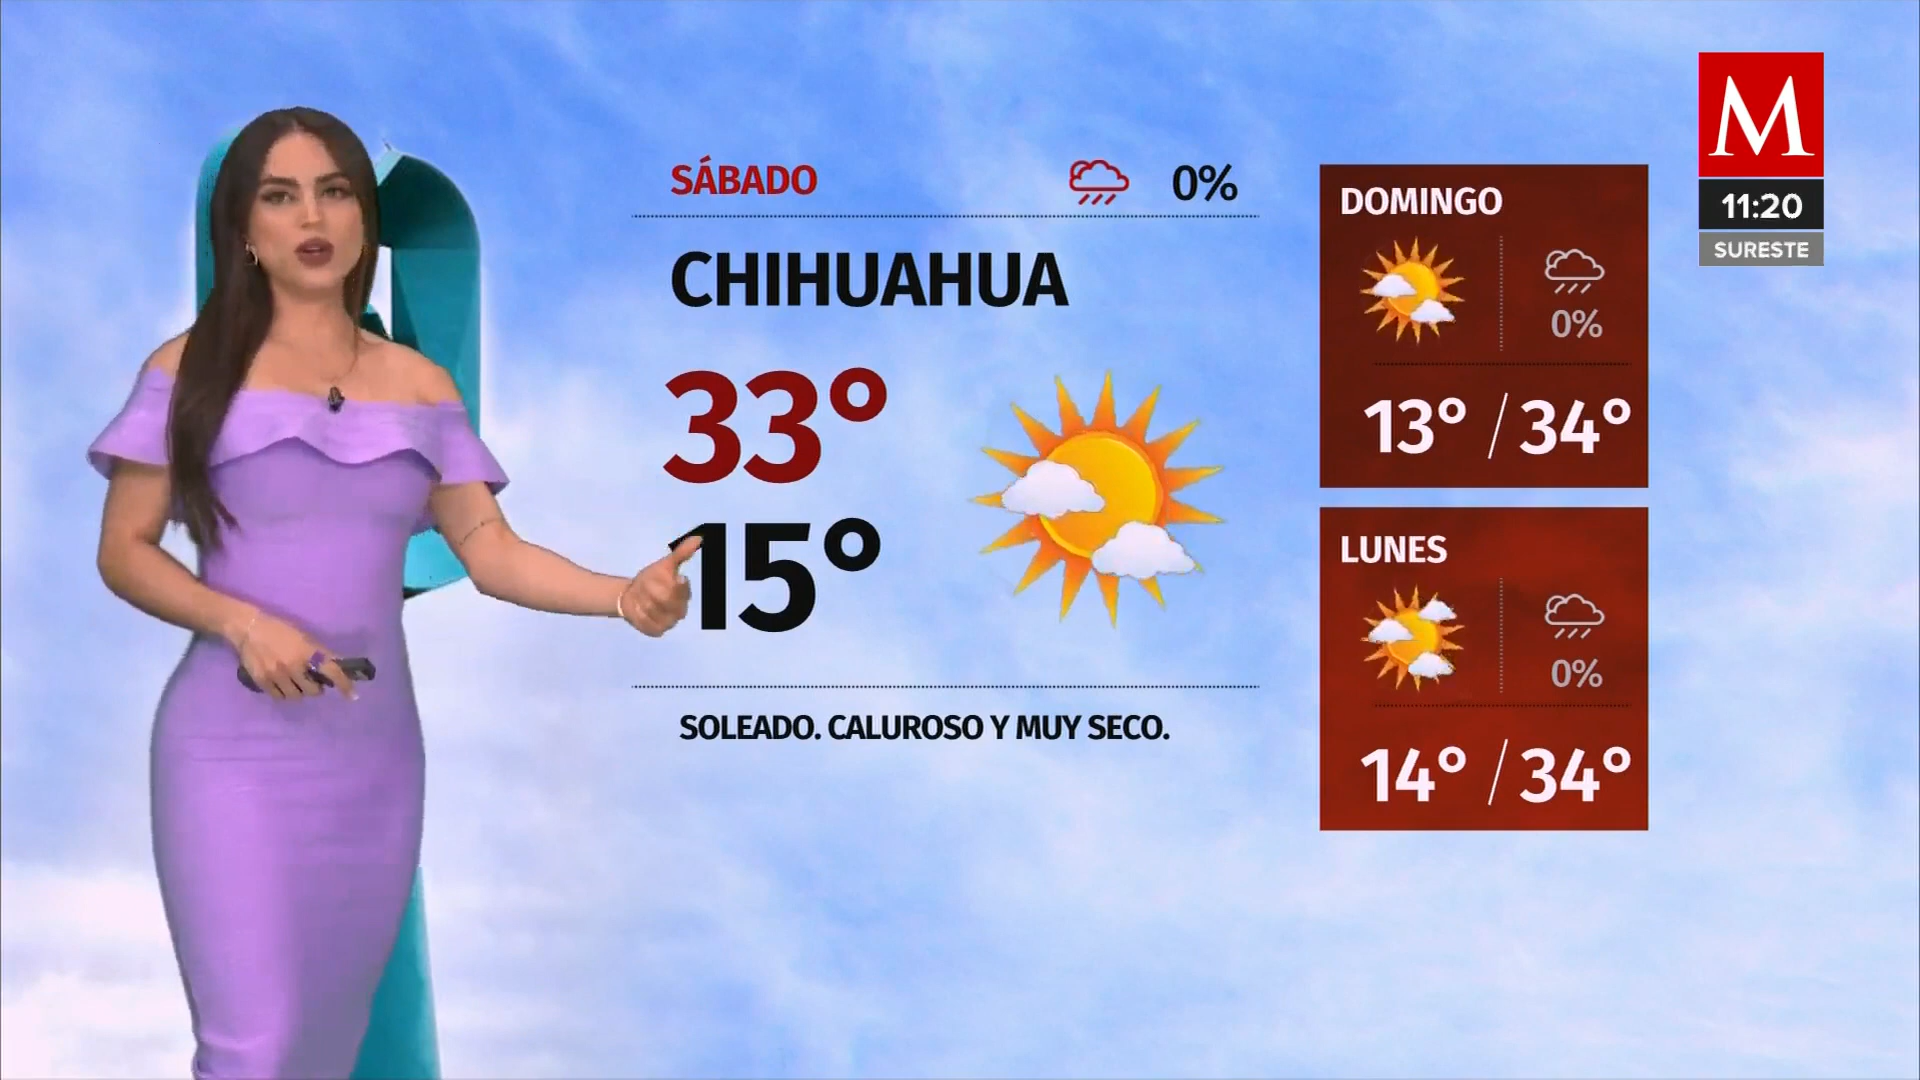 SÁBADO 0%
CHIHUAHUA
33°
15°
SOLEADO. CALUROSO Y MUY SECO.
DOMINGO
0%
13° / 34°
LUNES
0%
14° / 34°
M
11:20
SURESTE